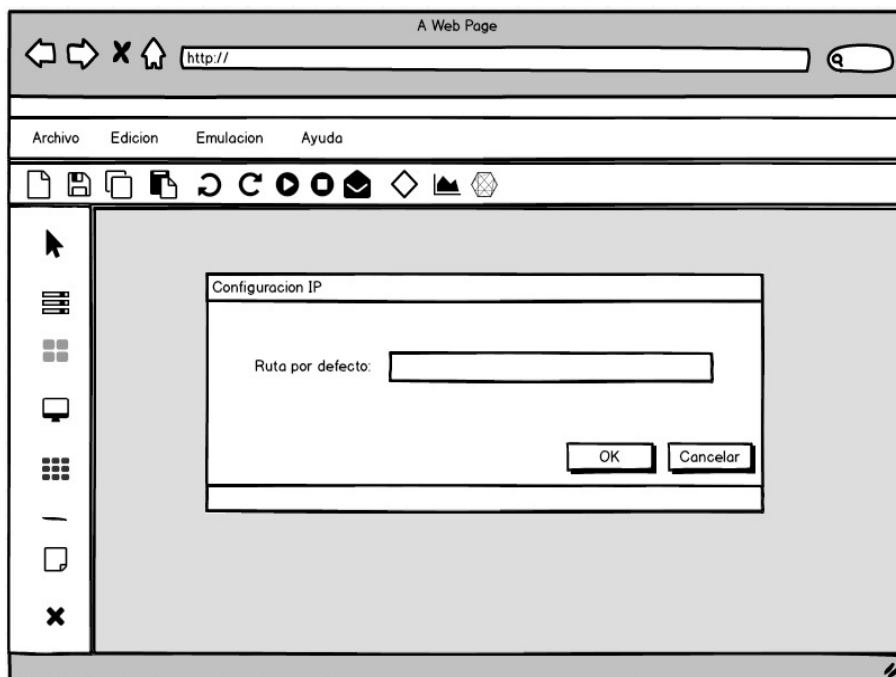 A Web Page
http://
Archivo Edicion Emulacion Ayuda
Configuracion IP
Ruta por defecto:
OK Cancelar